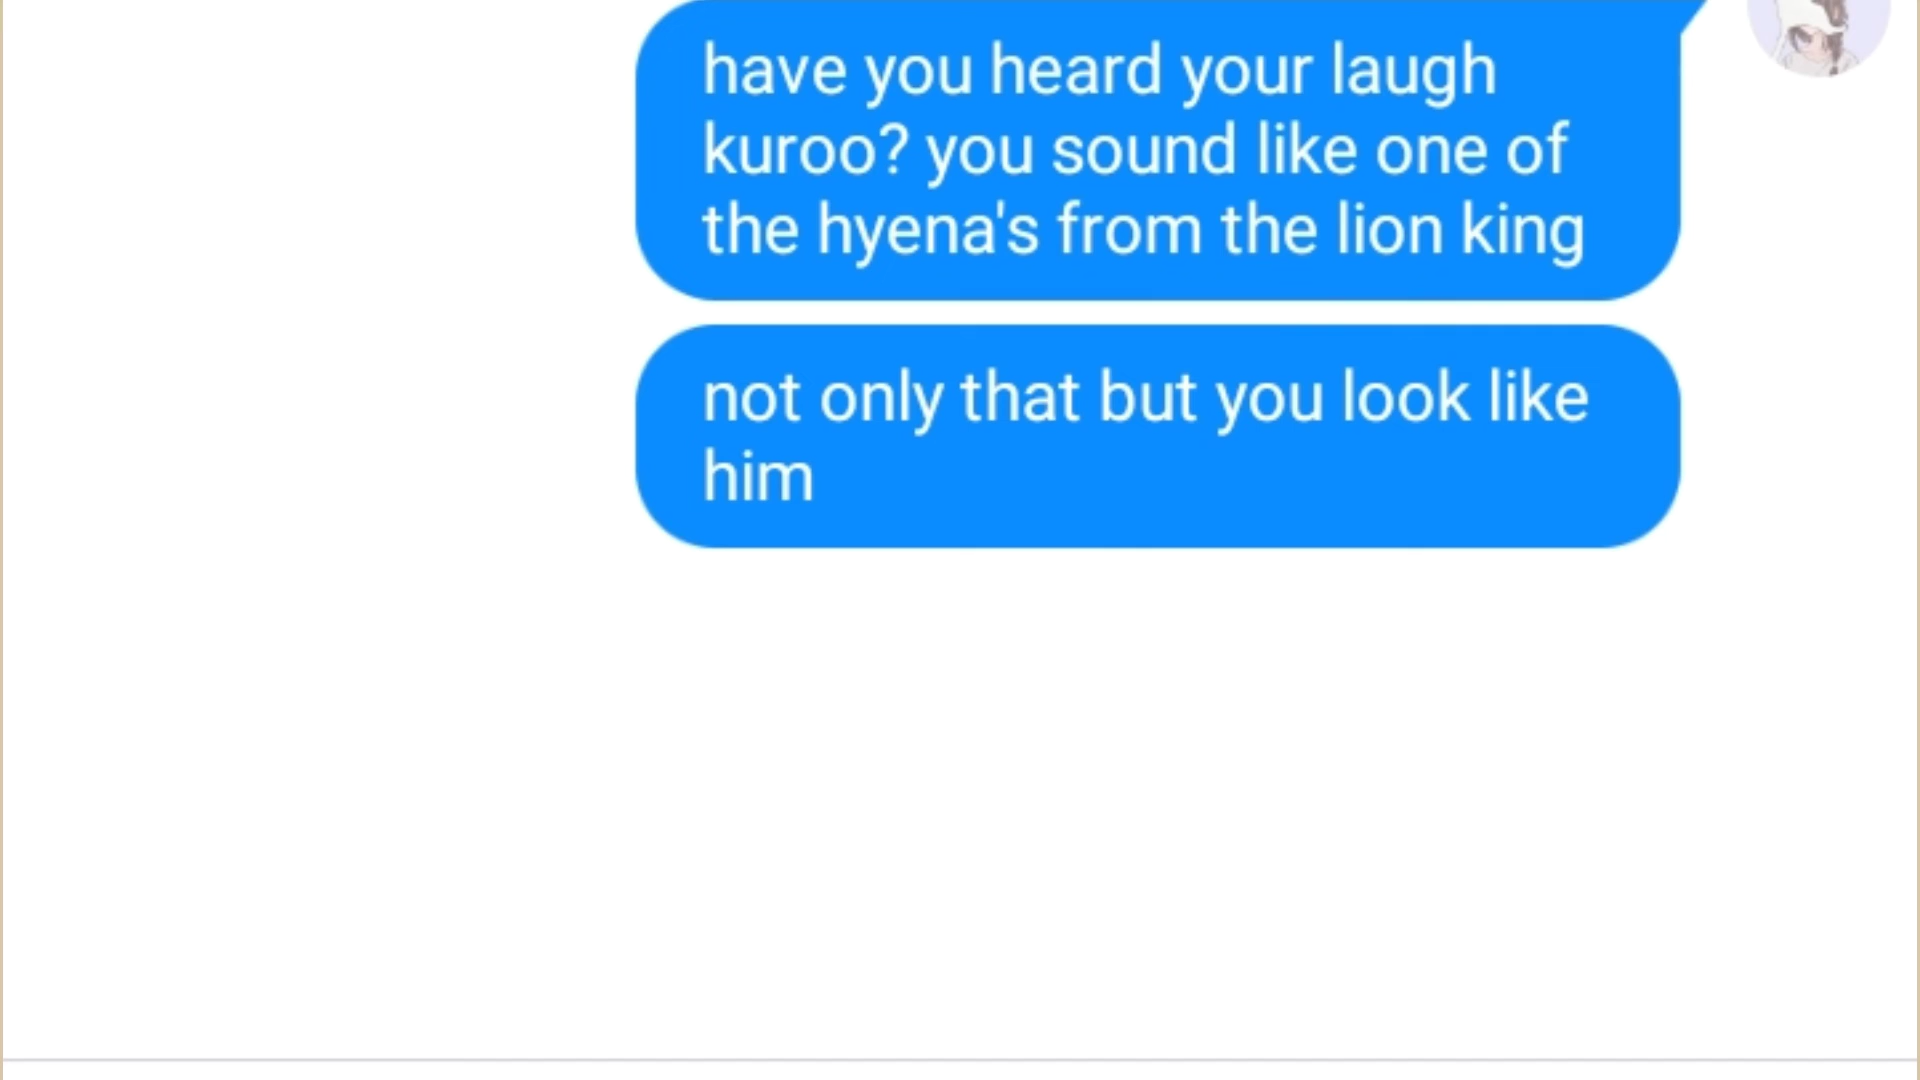 have you heard your laugh
kuroo? you sound like one of
the hyena's from the lion king
not only that but you look like
him